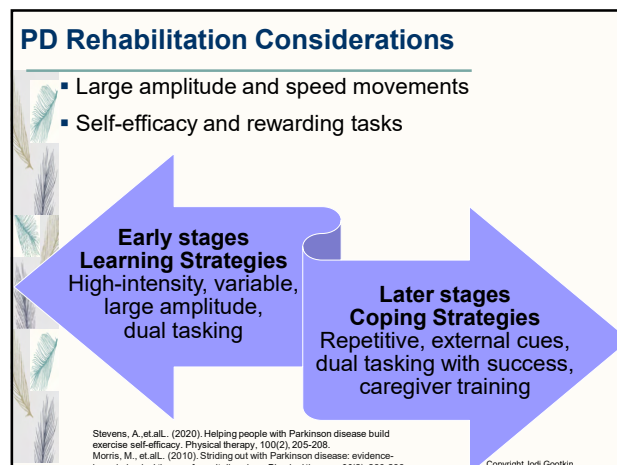 PD Rehabilitation Considerations
▪ Large amplitude and speed movements
▪ Self-efficacy and rewarding tasks
Early stages
Learning Strategies
High-intensity, variable,
large amplitude,
dual tasking
Later stages
Coping Strategies
Repetitive, external cues,
dual tasking with success,
caregiver training
Stevens, A.,et.alL. (2020). Helping people with Parkinson disease build
exercise self-efficacy. Physical therapy, 100(2), 205-208.
Morris, M., et.alL. (2010). Striding out with Parkinson disease: evidence-
Copyright Jodi Gootkin